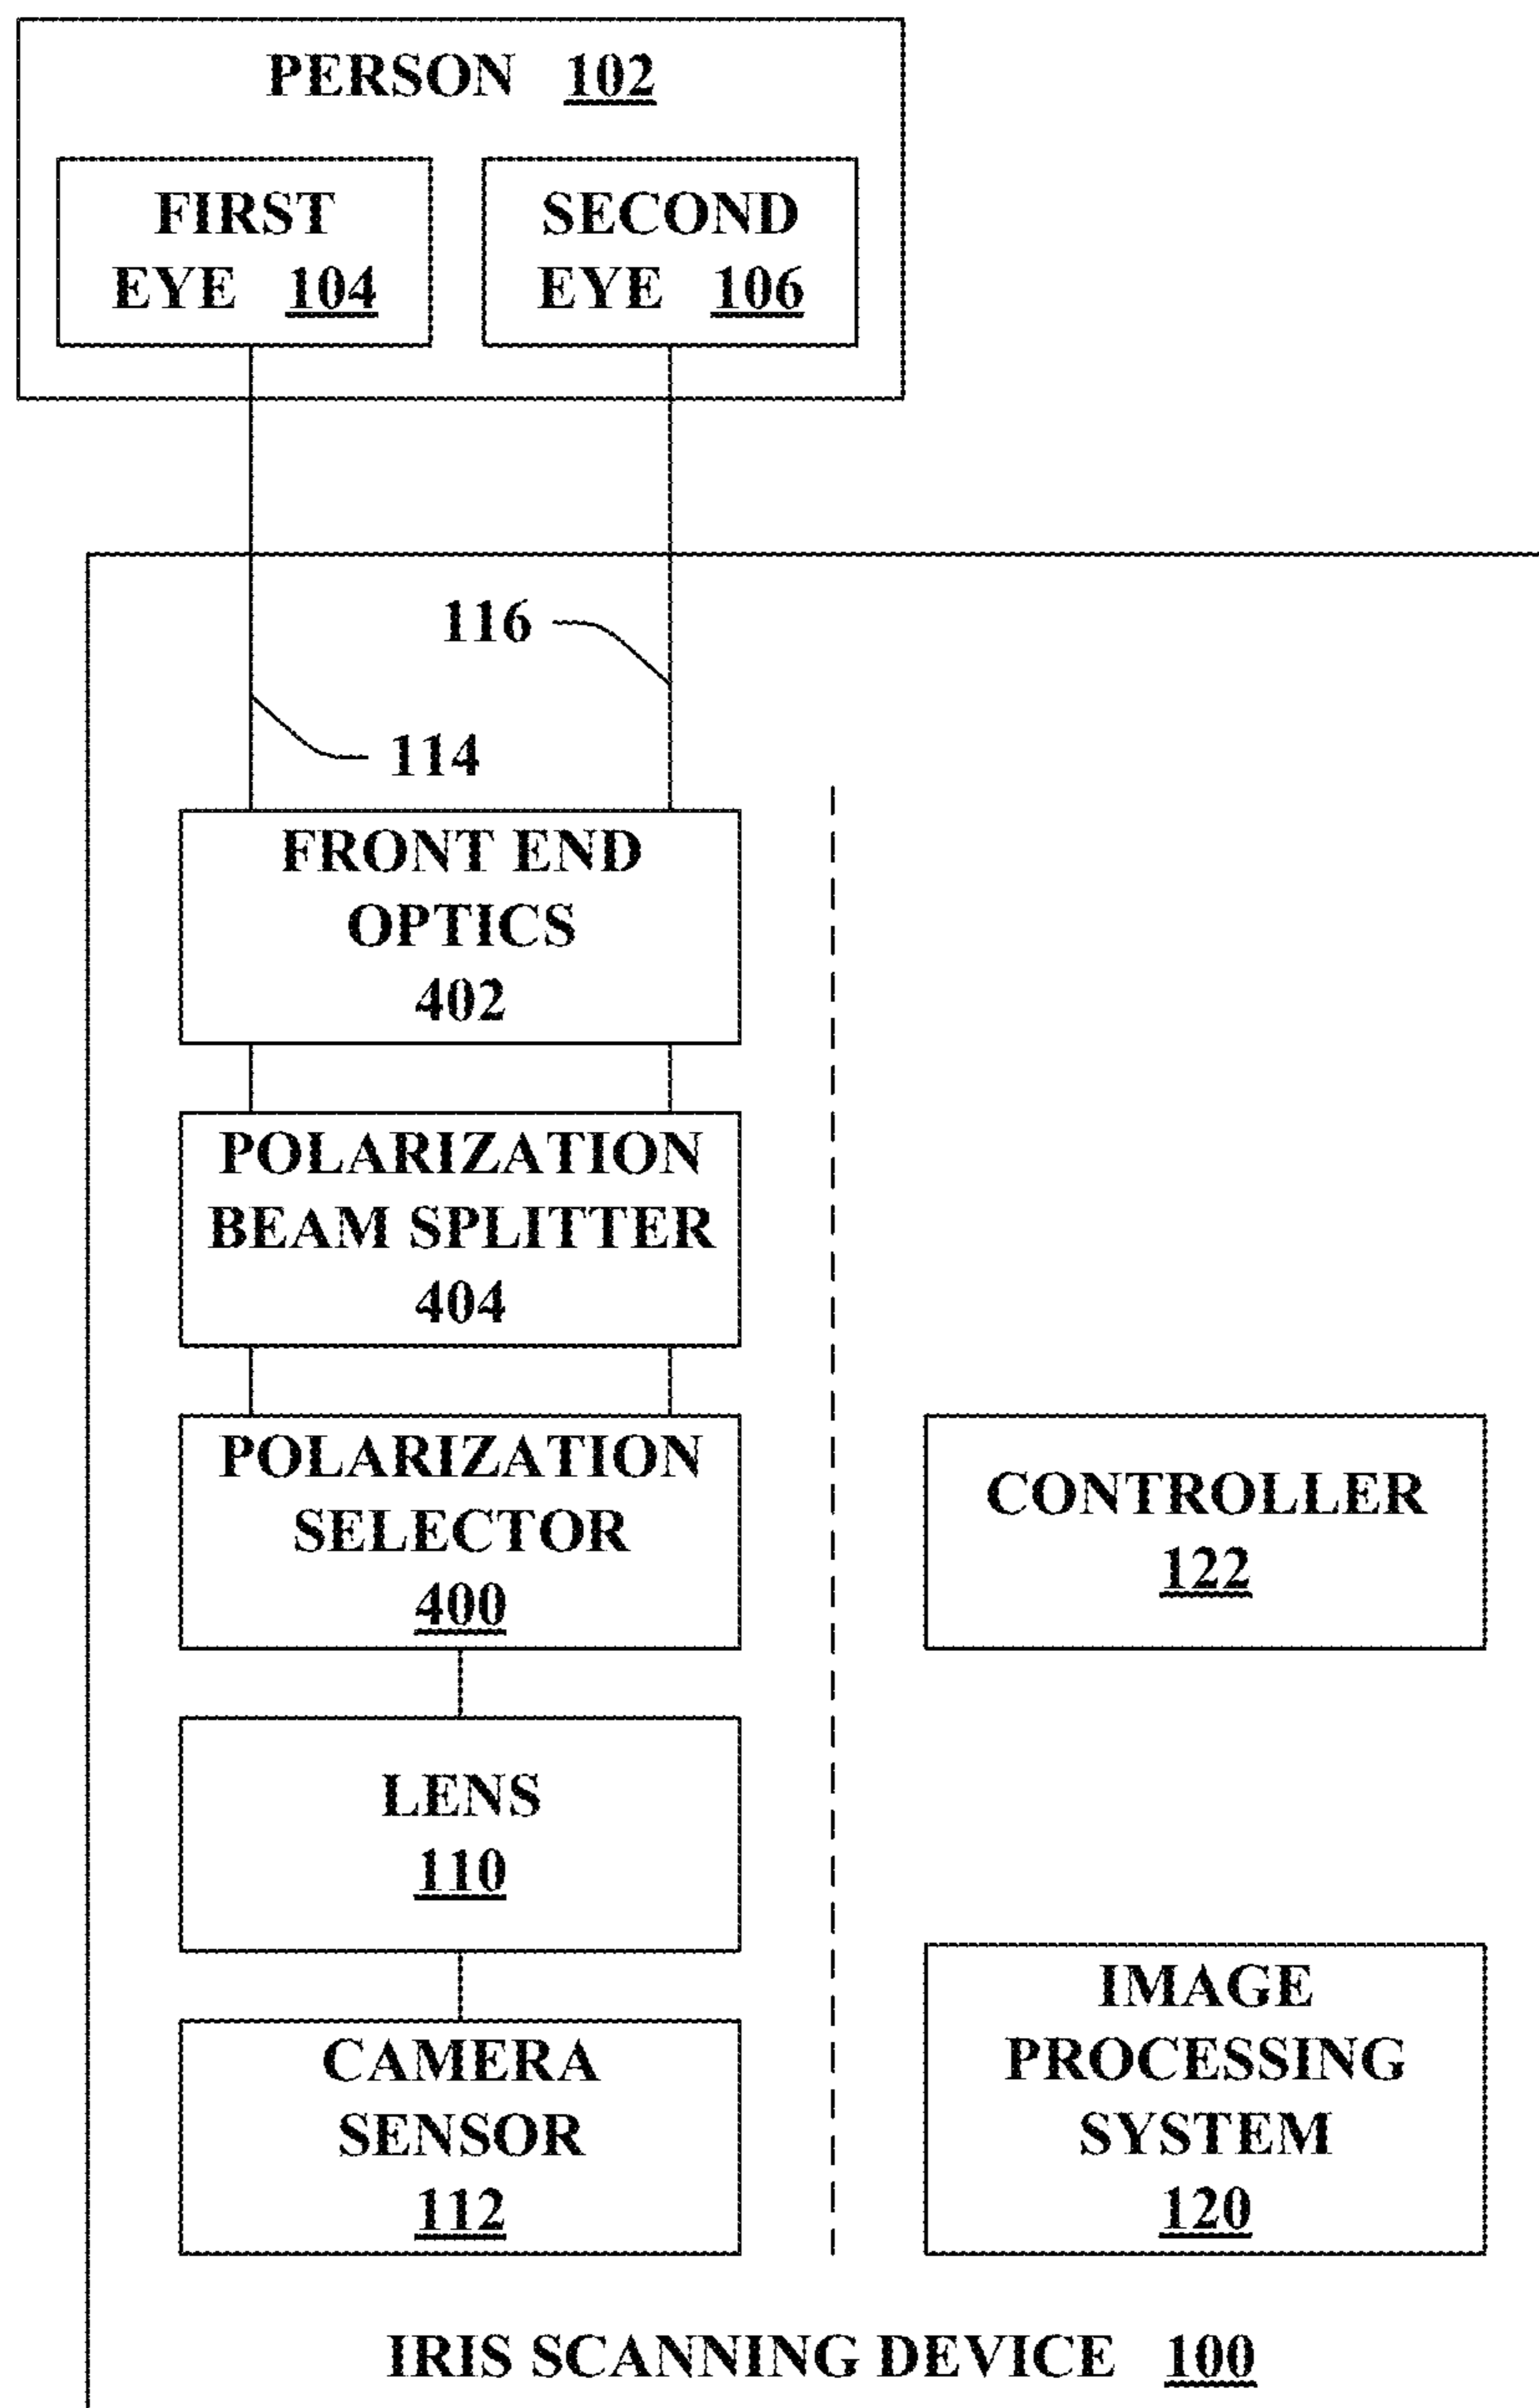 PERSON 102
FIRST
EYE 104
SECOND
EYE 106
116
114
FRONT END
OPTICS
402
POLARIZATION
BEAM SPLITTER
404
POLARIZATION
SELECTOR
400
CONTROLLER
122
LENS
110
CAMERA
SENSOR
112
IMAGE
PROCESSING
SYSTEM
120
IRIS SCANNING DEVICE 100